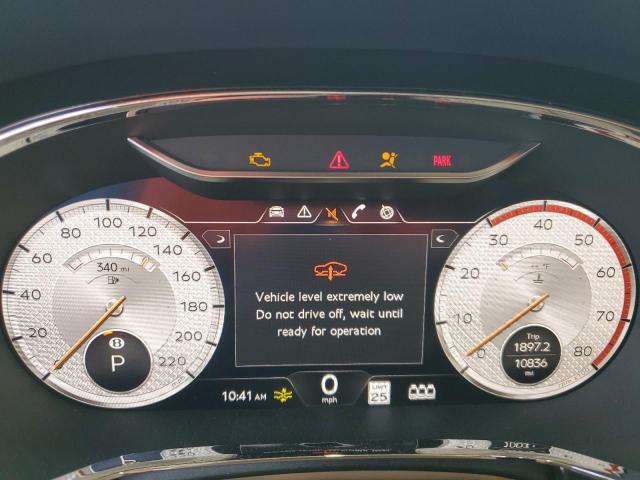 PARK
100 120
80 140
60 160
40 180
20 200
220
340 mi
B
P
Vehicle level extremely low
Do not drive off, wait until
ready for operation
10:41 AM
0
mph
LIMIT
25
30 40 50
20 60
10 70
0 80
°F
Trip
1897.2
10836
mi